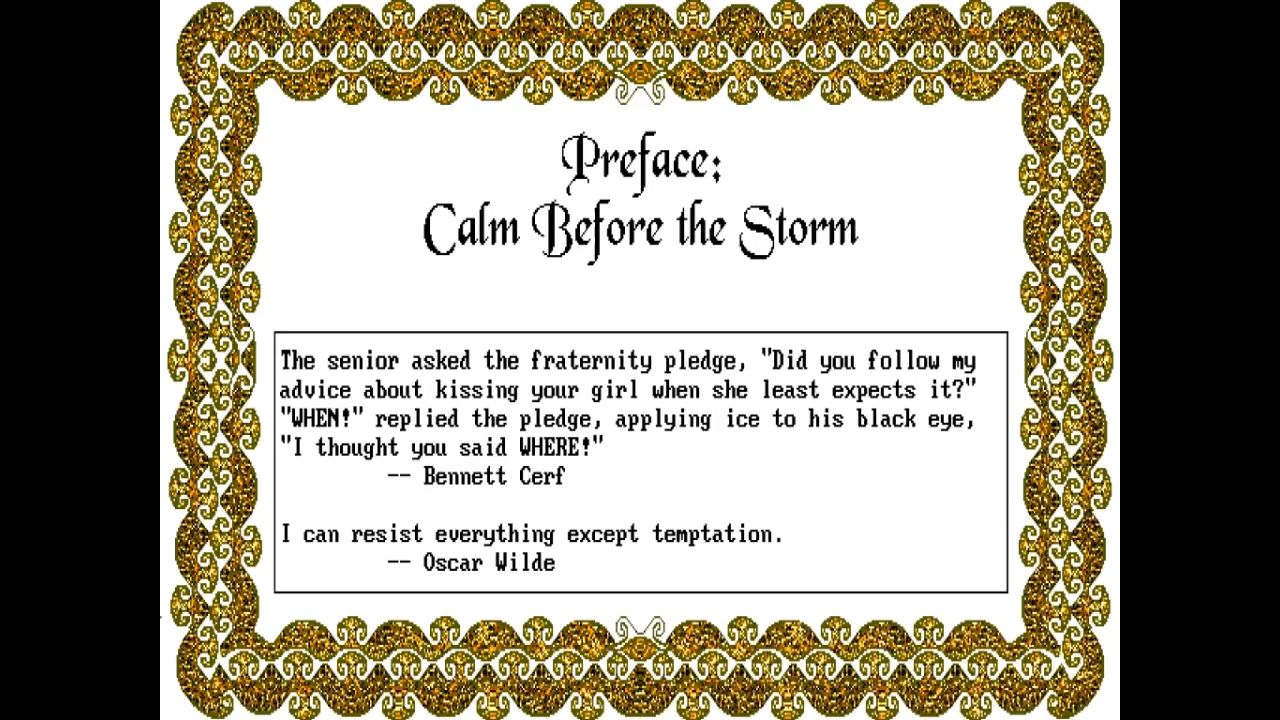 Preface:
Calm Before the Storm
The senior asked the fraternity pledge, "Did you follow my
advice about kissing your girl when she least expects it?"
"WHEN!" replied the pledge, applying ice to his black eye,
"I thought you said WHERE!"
-- Bennett Cerf
I can resist everything except temptation.
-- Oscar Wilde